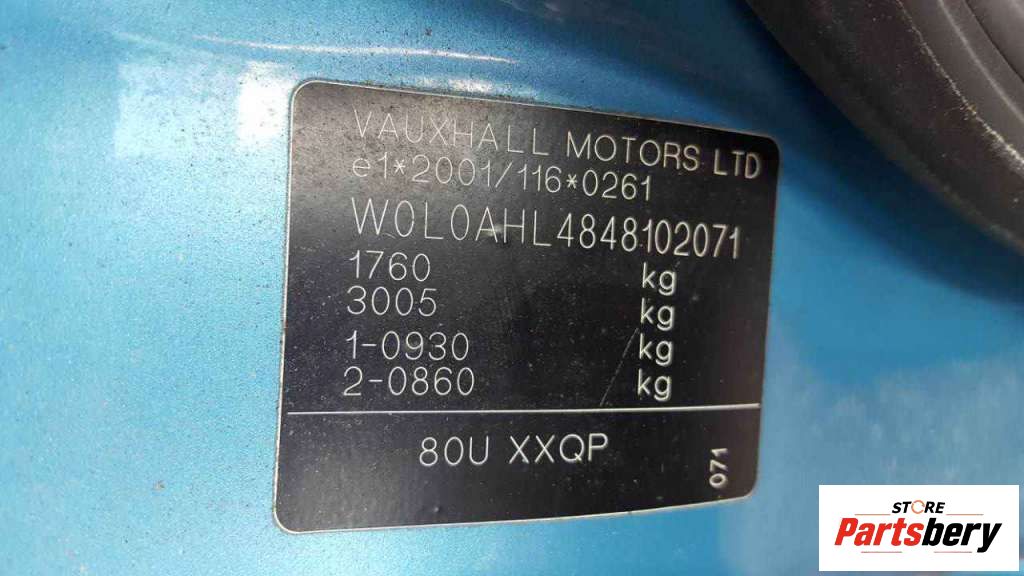 VAUXHALL MOTORS LTD
e1*2001/116*0261
W0L0AHL4848102071
1760 kg
3005 kg
1-0930 kg
2-0860 kg
80U XXQP
071
STORE
Partsbery